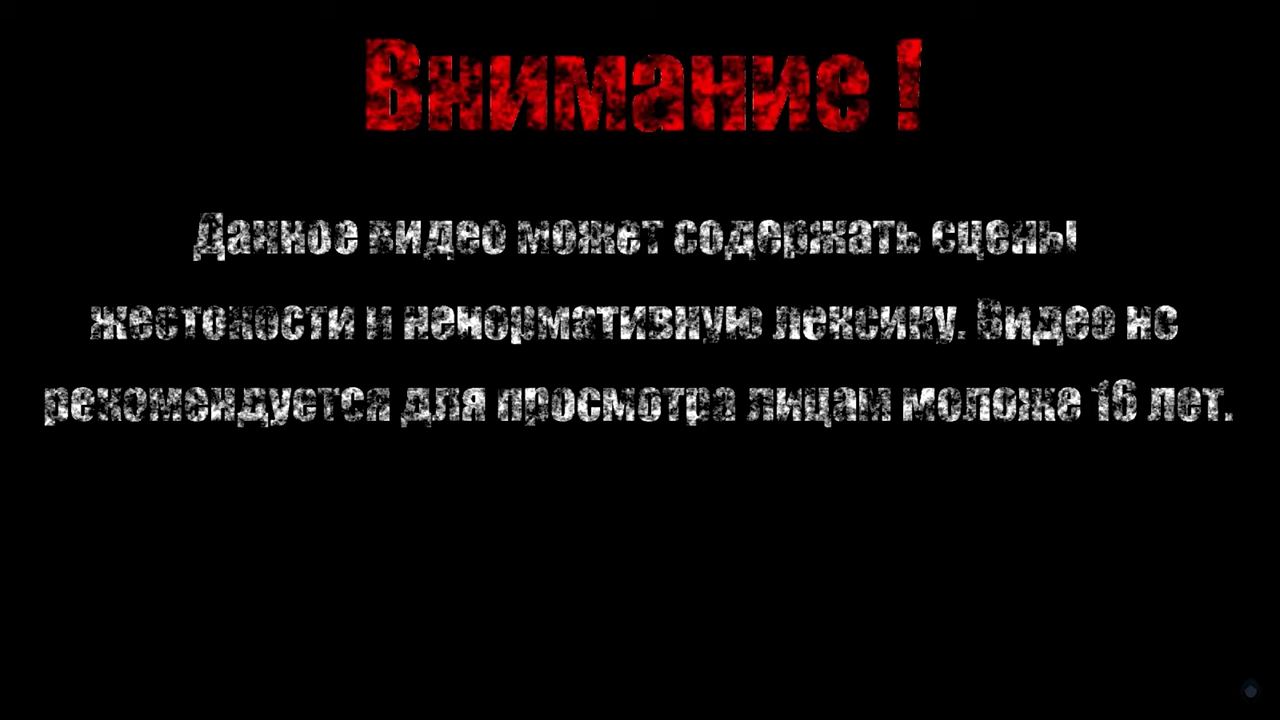 Внимание !
Данное видео может содержать сцены
жестокости и ненормативную лексику. Видео не
рекомендуется для просмотра лицам моложе 16 лет.